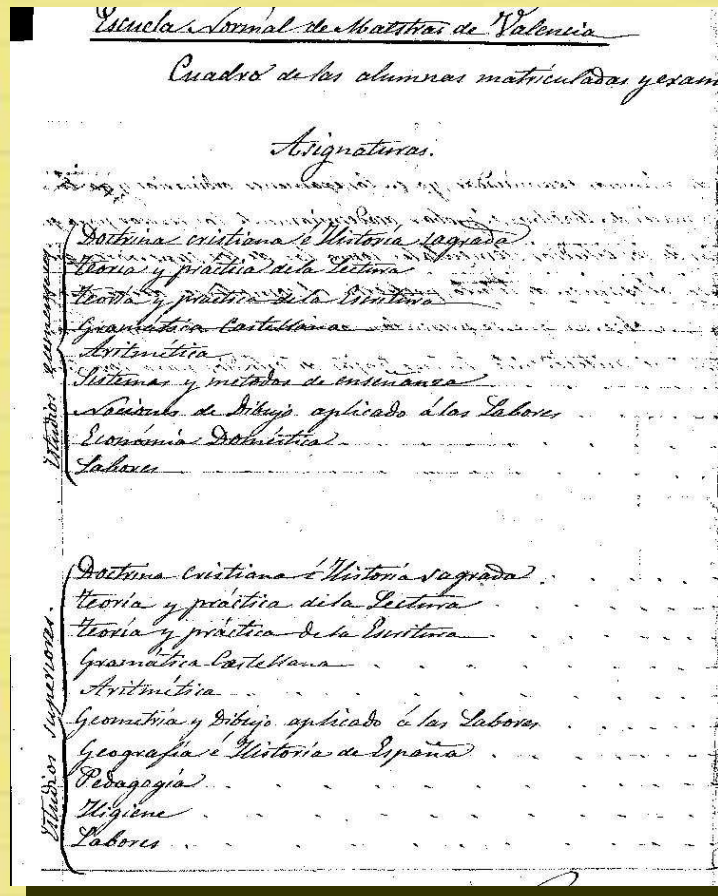 Escuela Normal de Maestras de Valencia
Cuadro de las alumnas matriculadas y exam
Asignaturas.
Estudios elementales.
Doctrina cristiana é Historia sagrada
Teoría y práctica de la Lectura
Teoría y práctica de la Escritura
Gramática Castellana
Aritmética
Sistemas y metodos de enseñanza
Nociones de Dibujo aplicado á las Labores
Económia Doméstica
Labores
Estudios superiores.
Doctrina cristiana é Historia sagrada
Teoría y práctica de la Lectura
Teoría y práctica de la Escritura
Gramática Castellana
Aritmética
Geometría y Dibujo aplicado á las Labores
Geografía é Historia de España
Pedagogía
Higiene
Labores